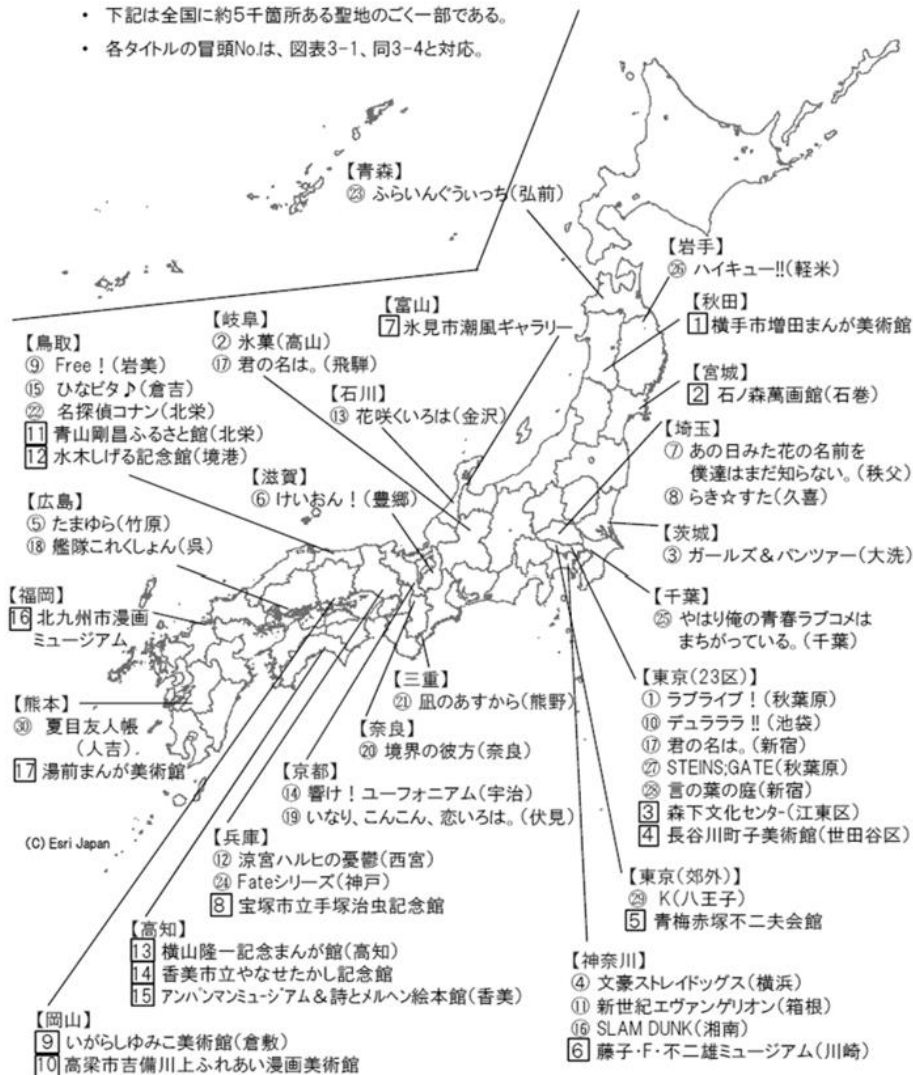 ・ 下記は全国に約5千箇所ある聖地のごく一部である。
・ 各タイトルの冒頭No.は、図表3-1、同3-4と対応。
【青森】
㉓ ふらいんぐうぃっち(弘前)
【岩手】
㉖ ハイキュー!!(軽米)
【秋田】
1 横手市増田まんが美術館
【宮城】
2 石ノ森萬画館(石巻)
【富山】
7 氷見市潮風ギャラリー
【岐阜】
② 氷菓(高山)
⑰ 君の名は。(飛騨)
【鳥取】
⑨ Free!(岩美)
⑮ ひなビタ♪(倉吉)
㉒ 名探偵コナン(北栄)
11 青山剛昌ふるさと館(北栄)
12 水木しげる記念館(境港)
【石川】
⑬ 花咲くいろは(金沢)
【埼玉】
⑦ あの日みた花の名前を
僕達はまだ知らない。(秩父)
⑧ らき☆すた(久喜)
【滋賀】
⑥ けいおん!(豊郷)
【広島】
⑤ たまゆら(竹原)
⑱ 艦隊これくしょん(呉)
【茨城】
③ ガールズ&パンツァー(大洗)
【福岡】
16 北九州市漫画
ミュージアム
【千葉】
㉕ やはり俺の青春ラブコメは
まちがっている。(千葉)
【三重】
㉑ 凪のあすから(熊野)
【東京(23区)】
① ラブライブ!(秋葉原)
⑩ デュラララ!!(池袋)
⑰ 君の名は。(新宿)
㉗ STEINS;GATE(秋葉原)
㉘ 言の葉の庭(新宿)
3 森下文化センター(江東区)
4 長谷川町子美術館(世田谷区)
【熊本】
㉚ 夏目友人帳
(人吉)
17 湯前まんが美術館
【奈良】
⑳ 境界の彼方(奈良)
【京都】
⑭ 響け!ユーフォニアム(宇治)
⑲ いなり、こんこん、恋いろは。(伏見)
(C) Esri Japan
【兵庫】
⑫ 涼宮ハルヒの憂鬱(西宮)
㉔ Fateシリーズ(神戸)
8 宝塚市立手塚治虫記念館
【東京(郊外)】
㉙ K(八王子)
5 青梅赤塚不二夫会館
【高知】
13 横山隆一記念まんが館(高知)
14 香美市立やなせたかし記念館
15 アンパンマンミュージアム&詩とメルヘン絵本館(香美)
【神奈川】
④ 文豪ストレイドッグス(横浜)
⑪ 新世紀エヴァンゲリオン(箱根)
⑯ SLAM DUNK(湘南)
6 藤子・F・不二雄ミュージアム(川崎)
【岡山】
9 いがらしゆみこ美術館(倉敷)
10 高梁市吉備川上ふれあい漫画美術館